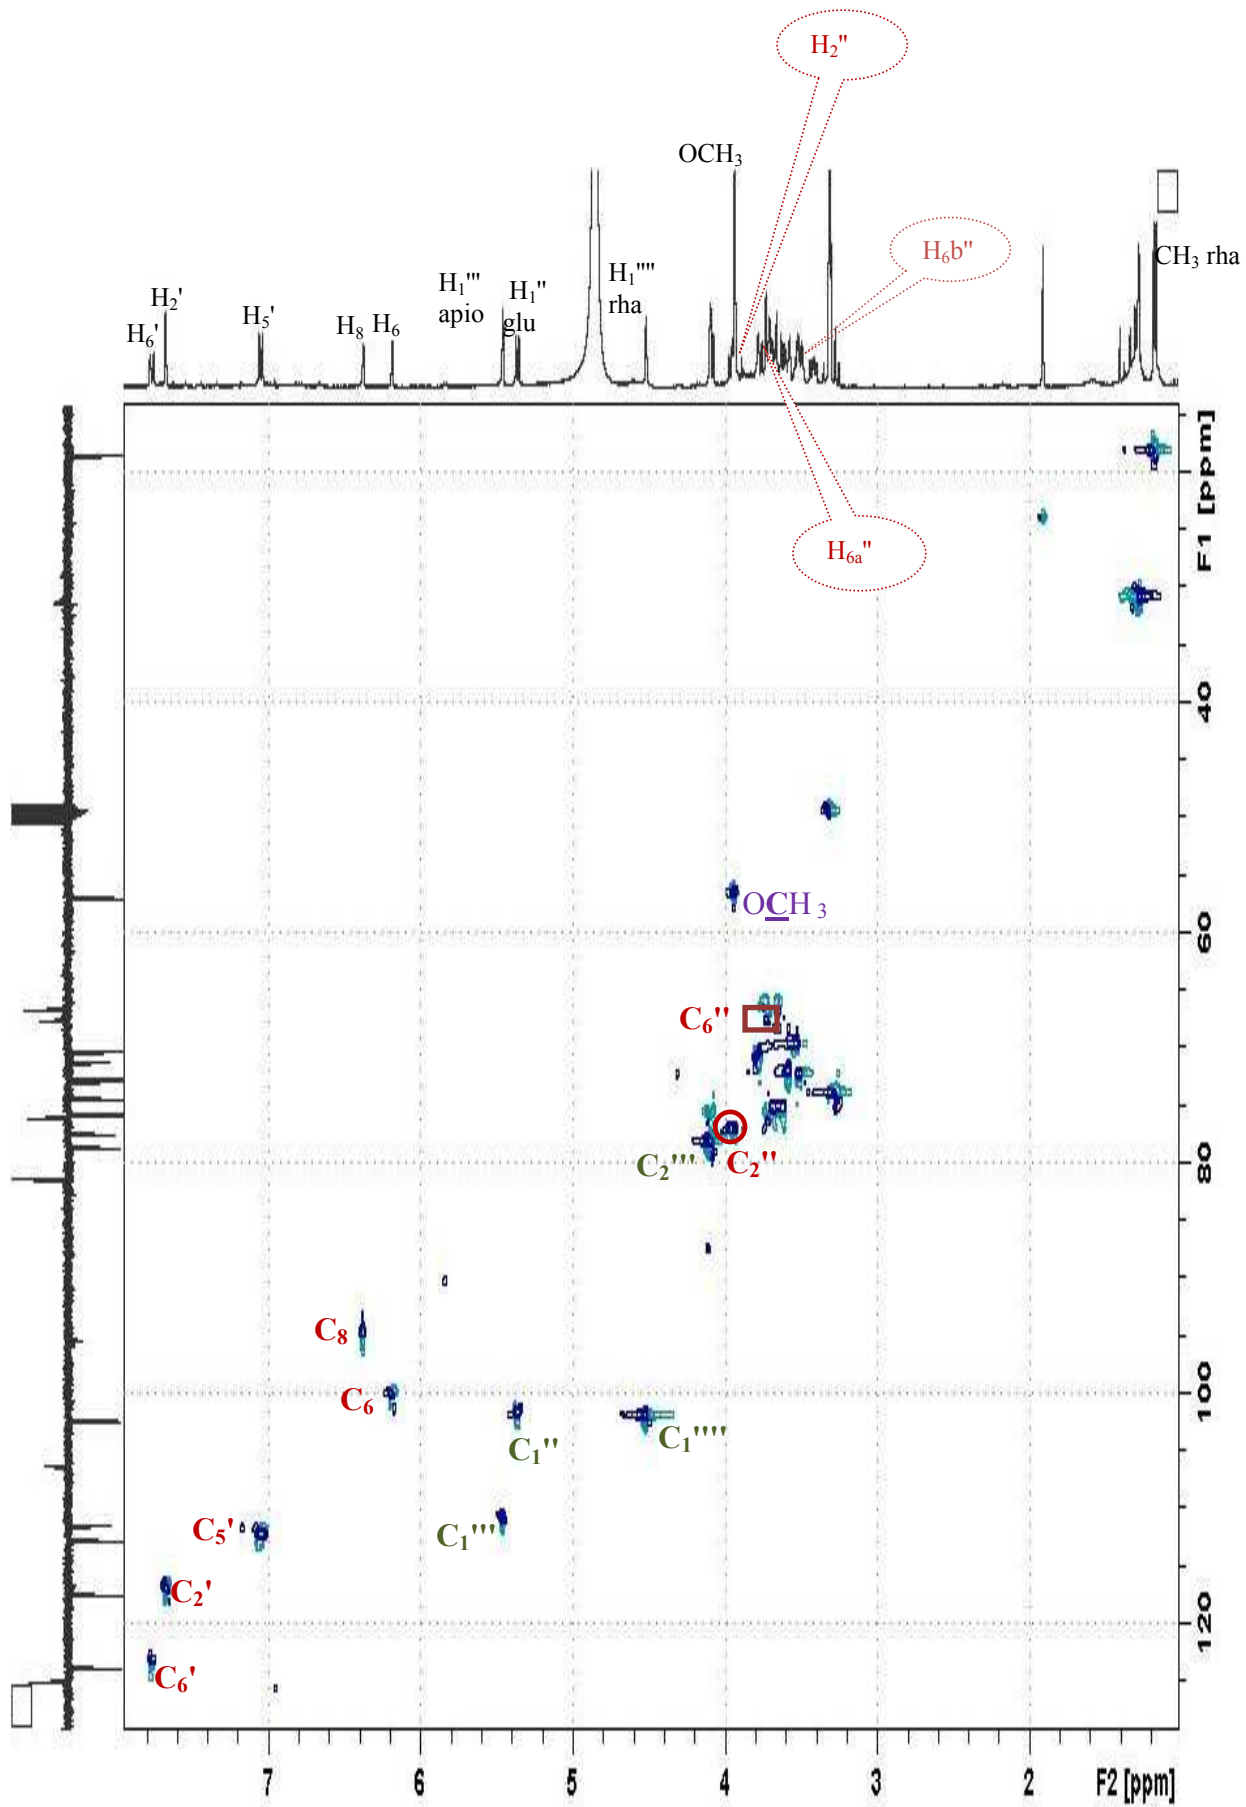 H₂''
OCH₃
H₆b''
CH₃ rha
H₁''' apio
H₁'' glu
H₁'''' rha
H₂'
H₆'
H₅'
H₈
H₆
H₆ₐ''
F1 [ppm]
40
60
80
100
120
OCH₃
C₆''
C₂'''
C₂''
C₈
C₆
C₁''
C₁''''
C₅'
C₁'''
C₂'
C₆'
7
6
5
4
3
2
F2 [ppm]